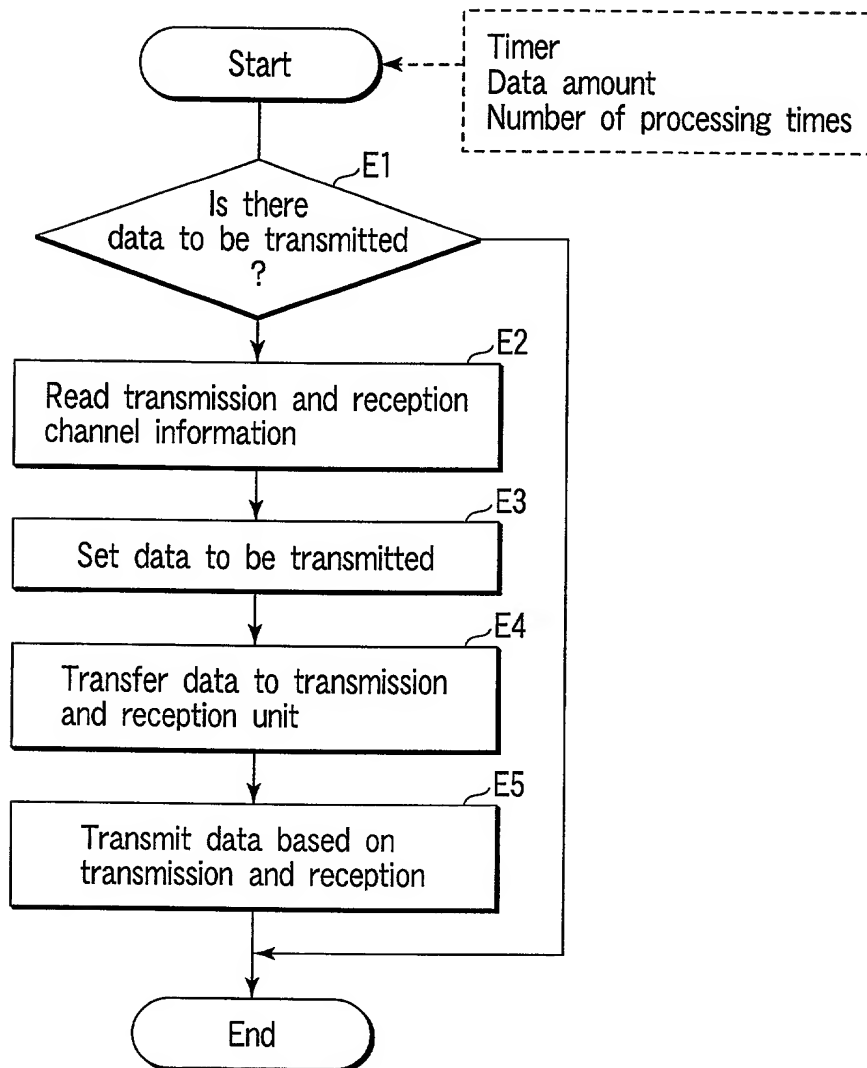 Start
Timer
Data amount
Number of processing times
E1
Is there
data to be transmitted
?
E2
Read transmission and reception
channel information
E3
Set data to be transmitted
E4
Transfer data to transmission
and reception unit
E5
Transmit data based on
transmission and reception
End